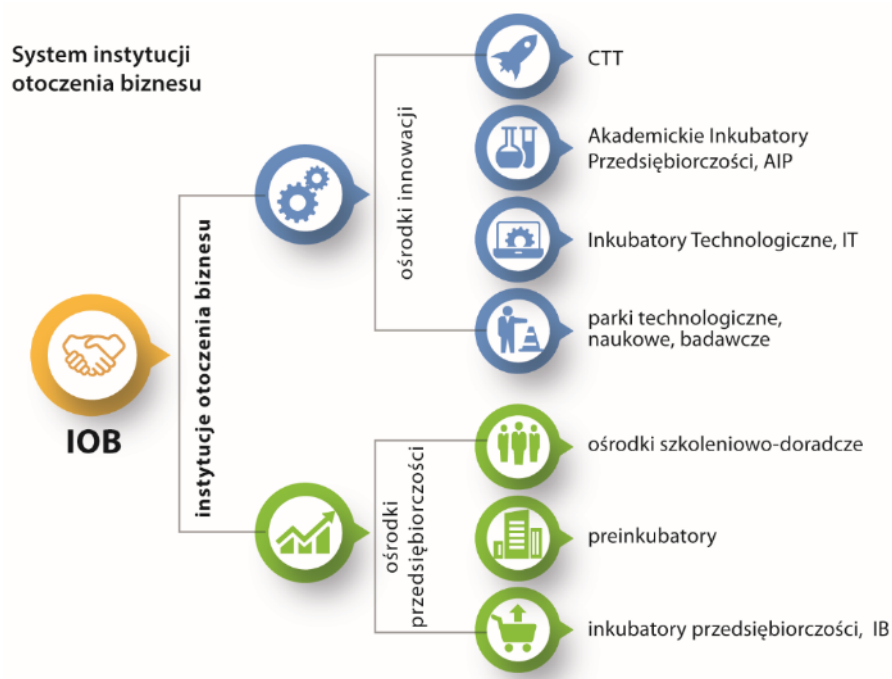 System instytucji
otoczenia biznesu
IOB
instytucje otoczenia biznesu
ośrodki innowacji
CTT
Akademickie Inkubatory
Przedsiębiorczości, AIP
Inkubatory Technologiczne, IT
parki technologiczne,
naukowe, badawcze
ośrodki
przedsiębiorczości
ośrodki szkoleniowo-doradcze
preinkubatory
inkubatory przedsiębiorczości, IB